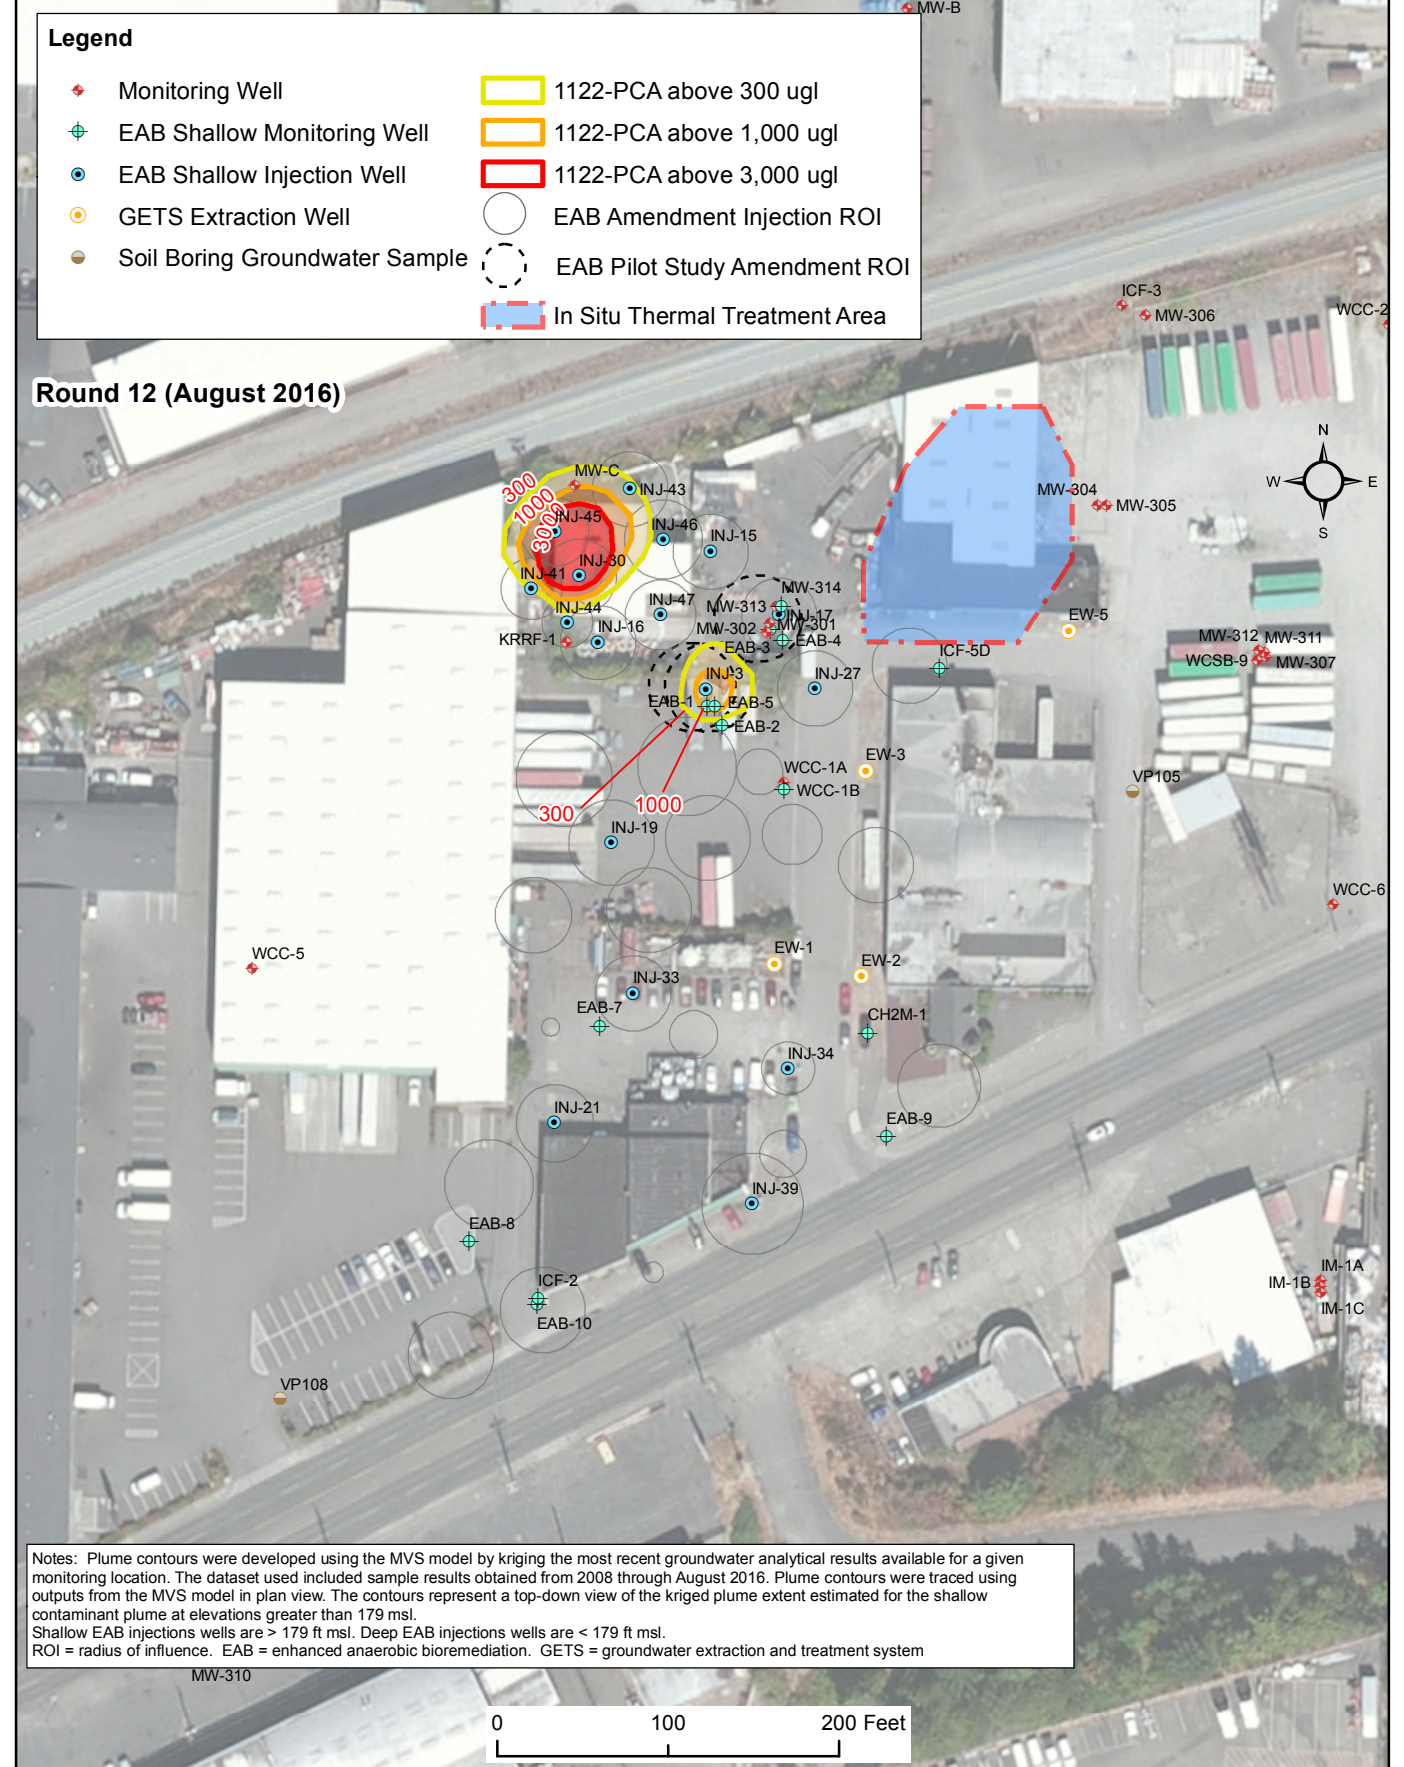 MW-B
Legend
Monitoring Well
EAB Shallow Monitoring Well
EAB Shallow Injection Well
GETS Extraction Well
Soil Boring Groundwater Sample
1122-PCA above 300 ugl
1122-PCA above 1,000 ugl
1122-PCA above 3,000 ugl
EAB Amendment Injection ROI
EAB Pilot Study Amendment ROI
In Situ Thermal Treatment Area
ICF-3
MW-306
WCC-2
Round 12 (August 2016)
N
W
E
S
MW-C
300
1000
3000
INJ-43
INJ-45
INJ-46
INJ-15
INJ-30
INJ-41
MW-304
MW-305
MW-314
MW-313
INJ-17
INJ-47
INJ-44
INJ-16
KRRF-1
MW-302
MW-301
EAB-4
EAB-3
EW-5
MW-312
MW-311
WCSB-9
MW-307
ICF-5D
INJ-3
INJ-27
EAB-1
EAB-5
EAB-2
EW-3
WCC-1A
WCC-1B
VP105
300
1000
INJ-19
WCC-6
WCC-5
EW-1
EW-2
INJ-33
EAB-7
CH2M-1
INJ-34
INJ-21
EAB-9
INJ-39
EAB-8
ICF-2
EAB-10
IM-1A
IM-1B
IM-1C
VP108
Notes: Plume contours were developed using the MVS model by kriging the most recent groundwater analytical results available for a given
monitoring location. The dataset used included sample results obtained from 2008 through August 2016. Plume contours were traced using
outputs from the MVS model in plan view. The contours represent a top-down view of the kriged plume extent estimated for the shallow
contaminant plume at elevations greater than 179 msl.
Shallow EAB injections wells are > 179 ft msl. Deep EAB injections wells are < 179 ft msl.
ROI = radius of influence. EAB = enhanced anaerobic bioremediation. GETS = groundwater extraction and treatment system
MW-310
0
100
200 Feet